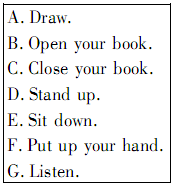 A. Draw.
B. Open your book.
C. Close your book.
D. Stand up.
E. Sit down.
F. Put up your hand.
G. Listen.